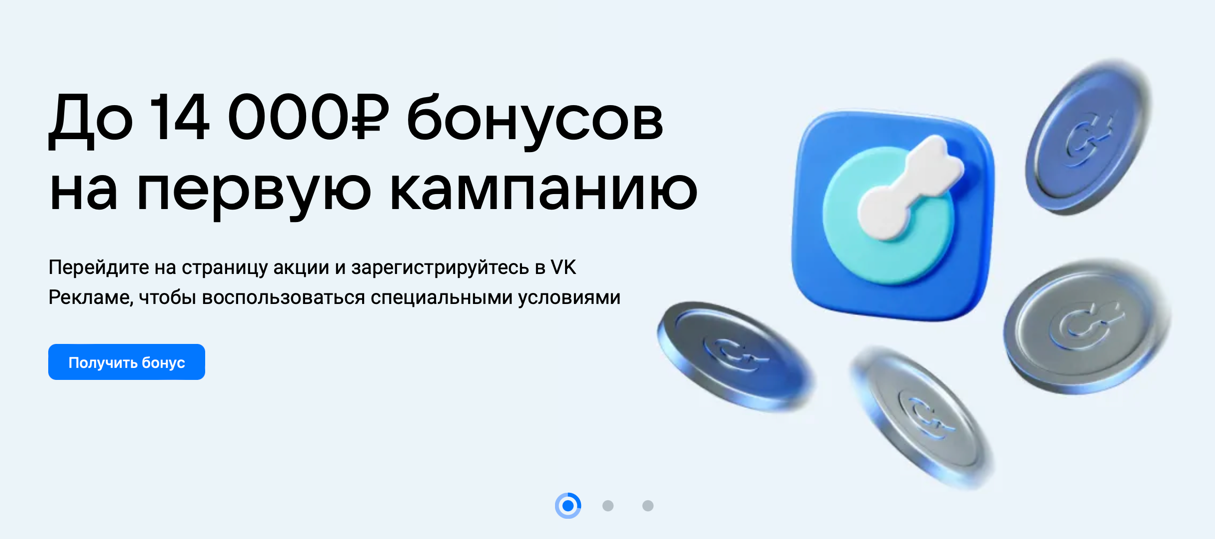 До 14 000₽ бонусов
на первую кампанию
Перейдите на страницу акции и зарегистрируйтесь в VK
Рекламе, чтобы воспользоваться специальными условиями
Получить бонус